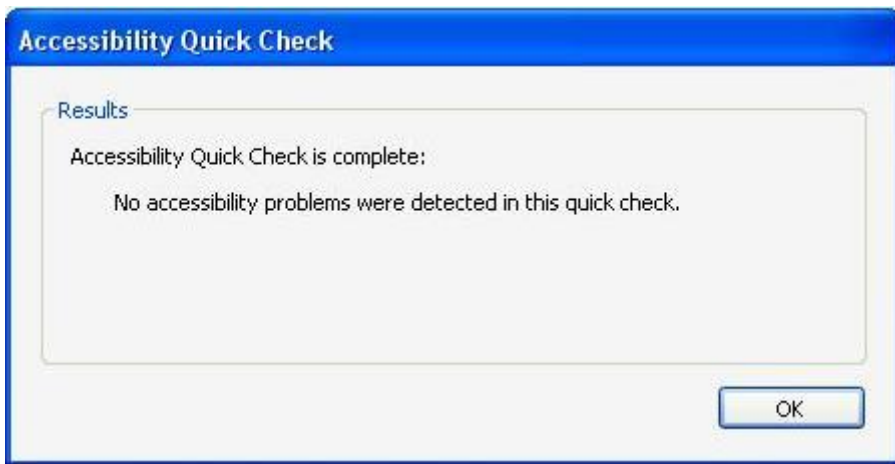 Accessibility Quick Check
Results
Accessibility Quick Check is complete:
No accessibility problems were detected in this quick check.
OK